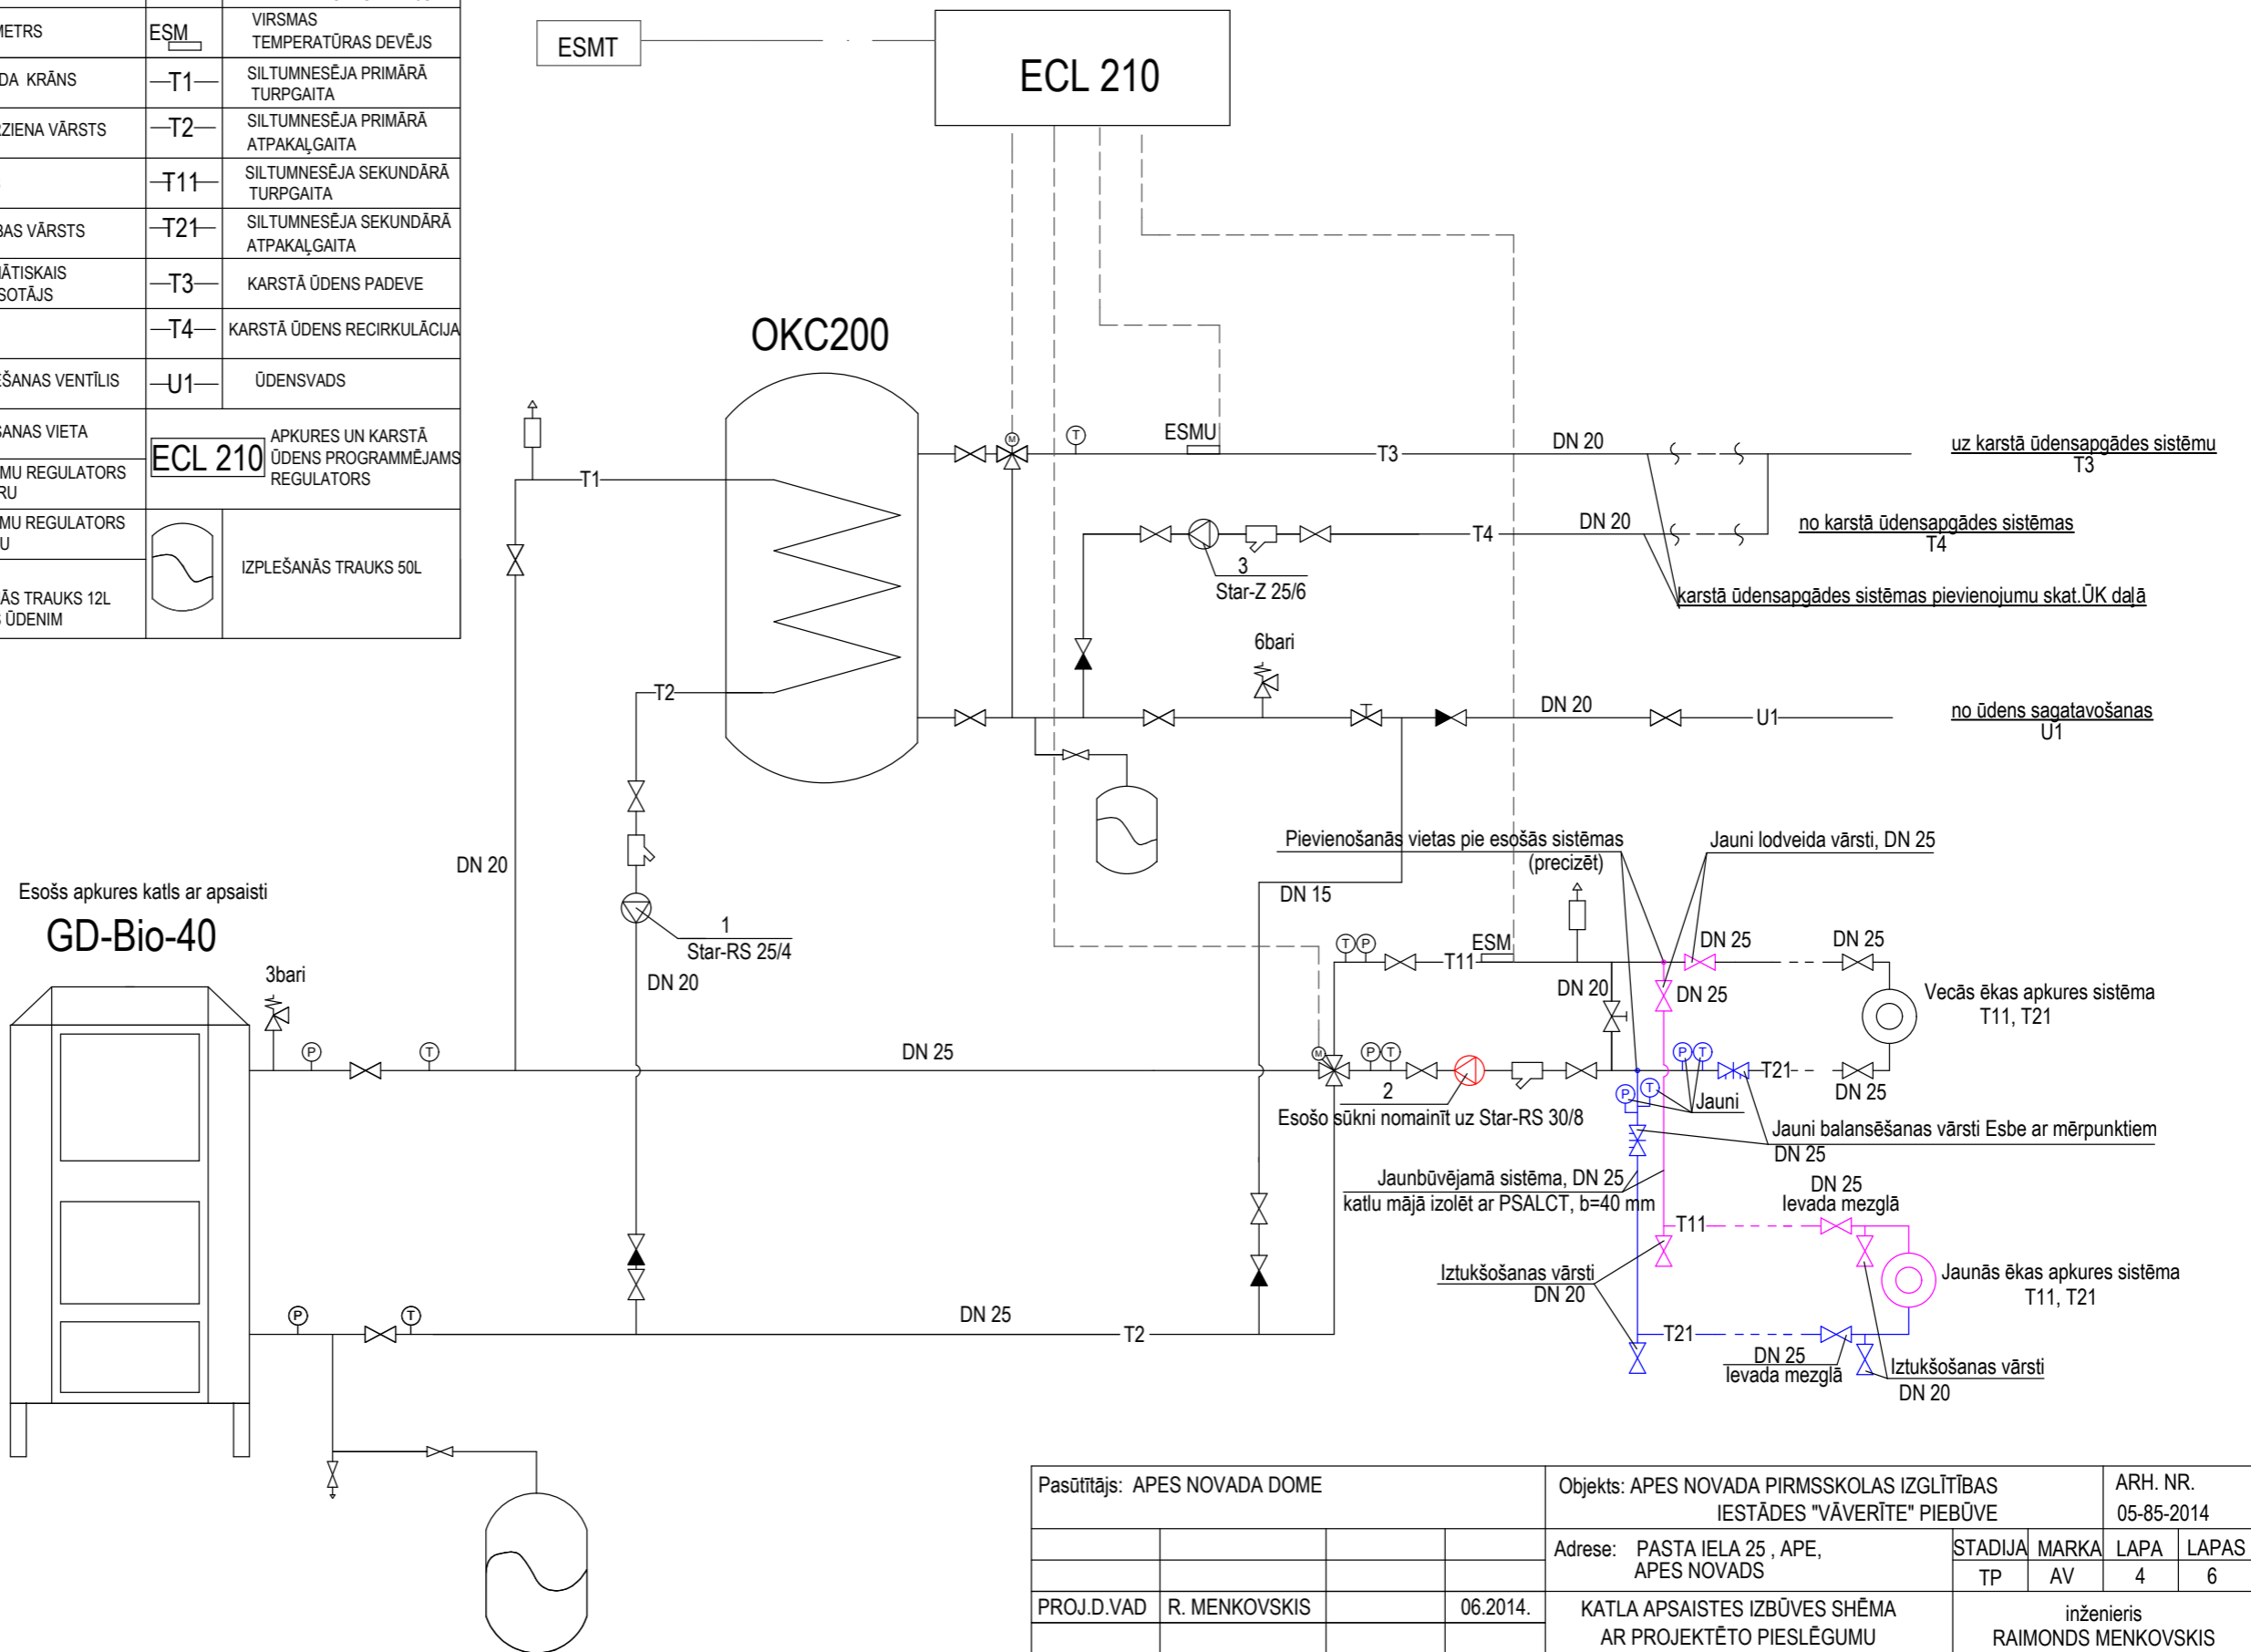 METRS
ESM
VIRSMAS
TEMPERATŪRAS DEVĒJS
DA KRĀNS
T1
SILTUMNESĒJA PRIMĀRĀ
TURPGAITA
RZIENA VĀRSTS
T2
SILTUMNESĒJA PRIMĀRĀ
ATPAKAĻGAITA
T11
SILTUMNESĒJA SEKUNDĀRĀ
TURPGAITA
BAS VĀRSTS
T21
SILTUMNESĒJA SEKUNDĀRĀ
ATPAKAĻGAITA
ĀTISKAIS
SOTĀJS
T3
KARSTĀ ŪDENS PADEVE
T4
KARSTĀ ŪDENS RECIRKULĀCIJA
EŠANAS VENTĪLIS
U1
ŪDENSVADS
ŠANAS VIETA
ECL 210
APKURES UN KARSTĀ
ŪDENS PROGRAMMĒJAMS
REGULATORS
MU REGULATORS
RU
MU REGULATORS
U
ĀS TRAUKS 12L
S ŪDENIM
IZPLEŠANĀS TRAUKS 50L
ESMT
ECL 210
OKC200
M
T
ESMU
T3
DN 20
uz karstā ūdensapgādes sistēmu
T3
T1
3
Star-Z 25/6
T4
DN 20
no karstā ūdensapgādes sistēmas
T4
karstā ūdensapgādes sistēmas pievienojumu skat.ŪK daļā
6bari
T2
DN 20
U1
no ūdens sagatavošanas
U1
DN 20
Pievienošanās vietas pie esošās sistēmas
(precizēt)
Jauni lodveida vārsti, DN 25
DN 15
Esošs apkures katls ar apsaisti
GD-Bio-40
1
Star-RS 25/4
DN 20
3bari
P
T
DN 25
T P
T11
ESM
DN 20
DN 25
DN 25
DN 25
Vecās ēkas apkures sistēma
T11, T21
M
P T
2
Esošo sūkni nomainīt uz Star-RS 30/8
P T
T21
DN 25
P T
Jauni
Jauni balansēšanas vārsti Esbe ar mērpunktiem
DN 25
Jaunbūvējamā sistēma, DN 25
katlu mājā izolēt ar PSALCT, b=40 mm
DN 25
Ievada mezglā
T11
Iztukšošanas vārsti
DN 20
Jaunās ēkas apkures sistēma
T11, T21
P
T
DN 25
T2
T21
DN 25
Ievada mezglā
Iztukšošanas vārsti
DN 20
Pasūtītājs: APES NOVADA DOME
Objekts: APES NOVADA PIRMSSKOLAS IZGLĪTĪBAS
IESTĀDES "VĀVERĪTE" PIEBŪVE
ARH. NR.
05-85-2014
Adrese: PASTA IELA 25 , APE,
APES NOVADS
STADIJA MARKA LAPA LAPAS
TP AV 4 6
PROJ.D.VAD R. MENKOVSKIS 06.2014.
KATLA APSAISTES IZBŪVES SHĒMA
AR PROJEKTĒTO PIESLĒGUMU
inženieris
RAIMONDS MENKOVSKIS